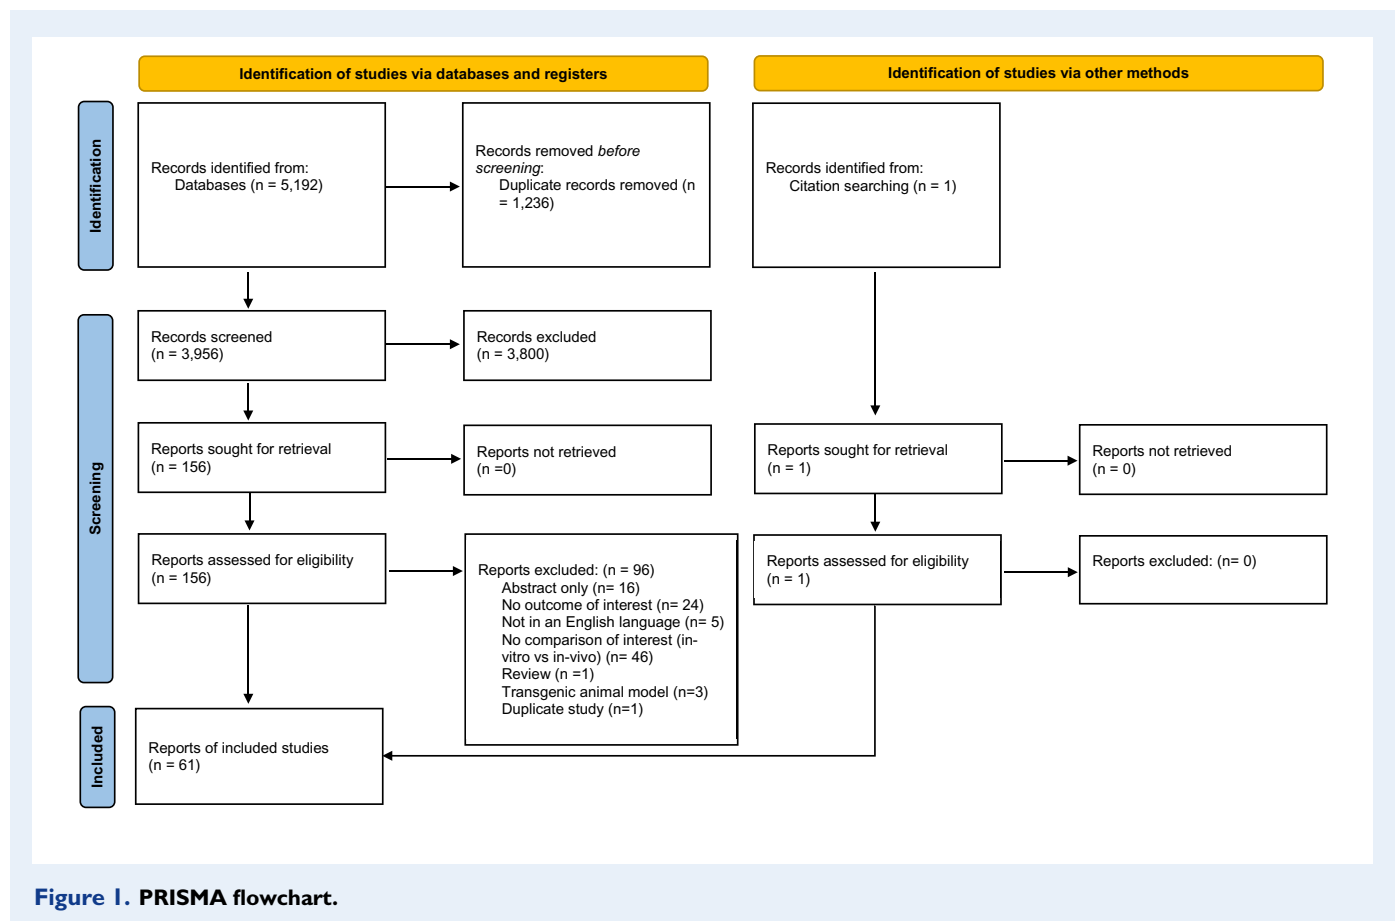 Identification of studies via databases and registers
Identification of studies via other methods
Identification
Records identified from:
Databases (n = 5,192)
Records removed before
screening:
Duplicate records removed (n
= 1,236)
Records identified from:
Citation searching (n = 1)
Screening
Records screened
(n = 3,956)
Records excluded
(n = 3,800)
Reports sought for retrieval
(n = 156)
Reports not retrieved
(n =0)
Reports sought for retrieval
(n = 1)
Reports not retrieved
(n = 0)
Reports assessed for eligibility
(n = 156)
Reports excluded: (n = 96)
Abstract only (n= 16)
No outcome of interest (n= 24)
Not in an English language (n= 5)
No comparison of interest (in-
vitro vs in-vivo) (n= 46)
Review (n =1)
Transgenic animal model (n=3)
Duplicate study (n=1)
Reports assessed for eligibility
(n = 1)
Reports excluded: (n= 0)
Included
Reports of included studies
(n = 61)
Figure 1. PRISMA flowchart.